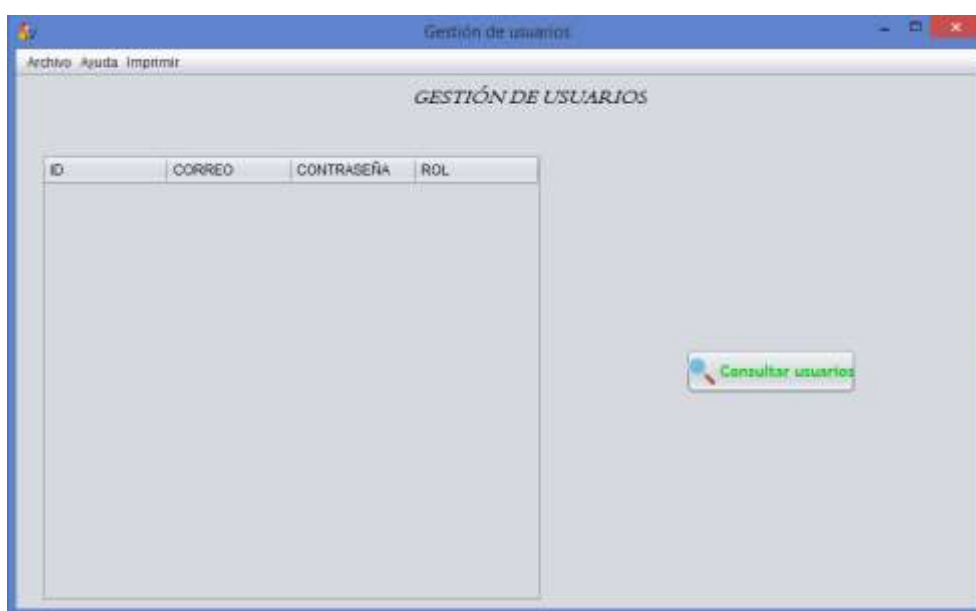 Gestión de usuarios
Archivo Ayuda Imprimir
GESTIÓN DE USUARIOS
ID CORREO CONTRASEÑA ROL
Consultar usuarios